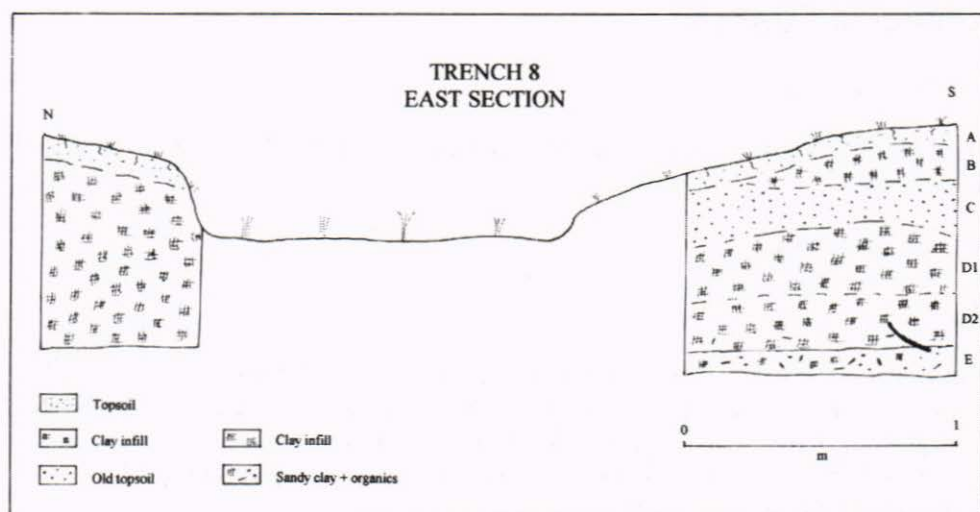 TRENCH 8
EAST SECTION
N
S
A
B
C
D1
D2
E
Topsoil
Clay infill
Clay infill
Old topsoil
Sandy clay + organics
0 1
m